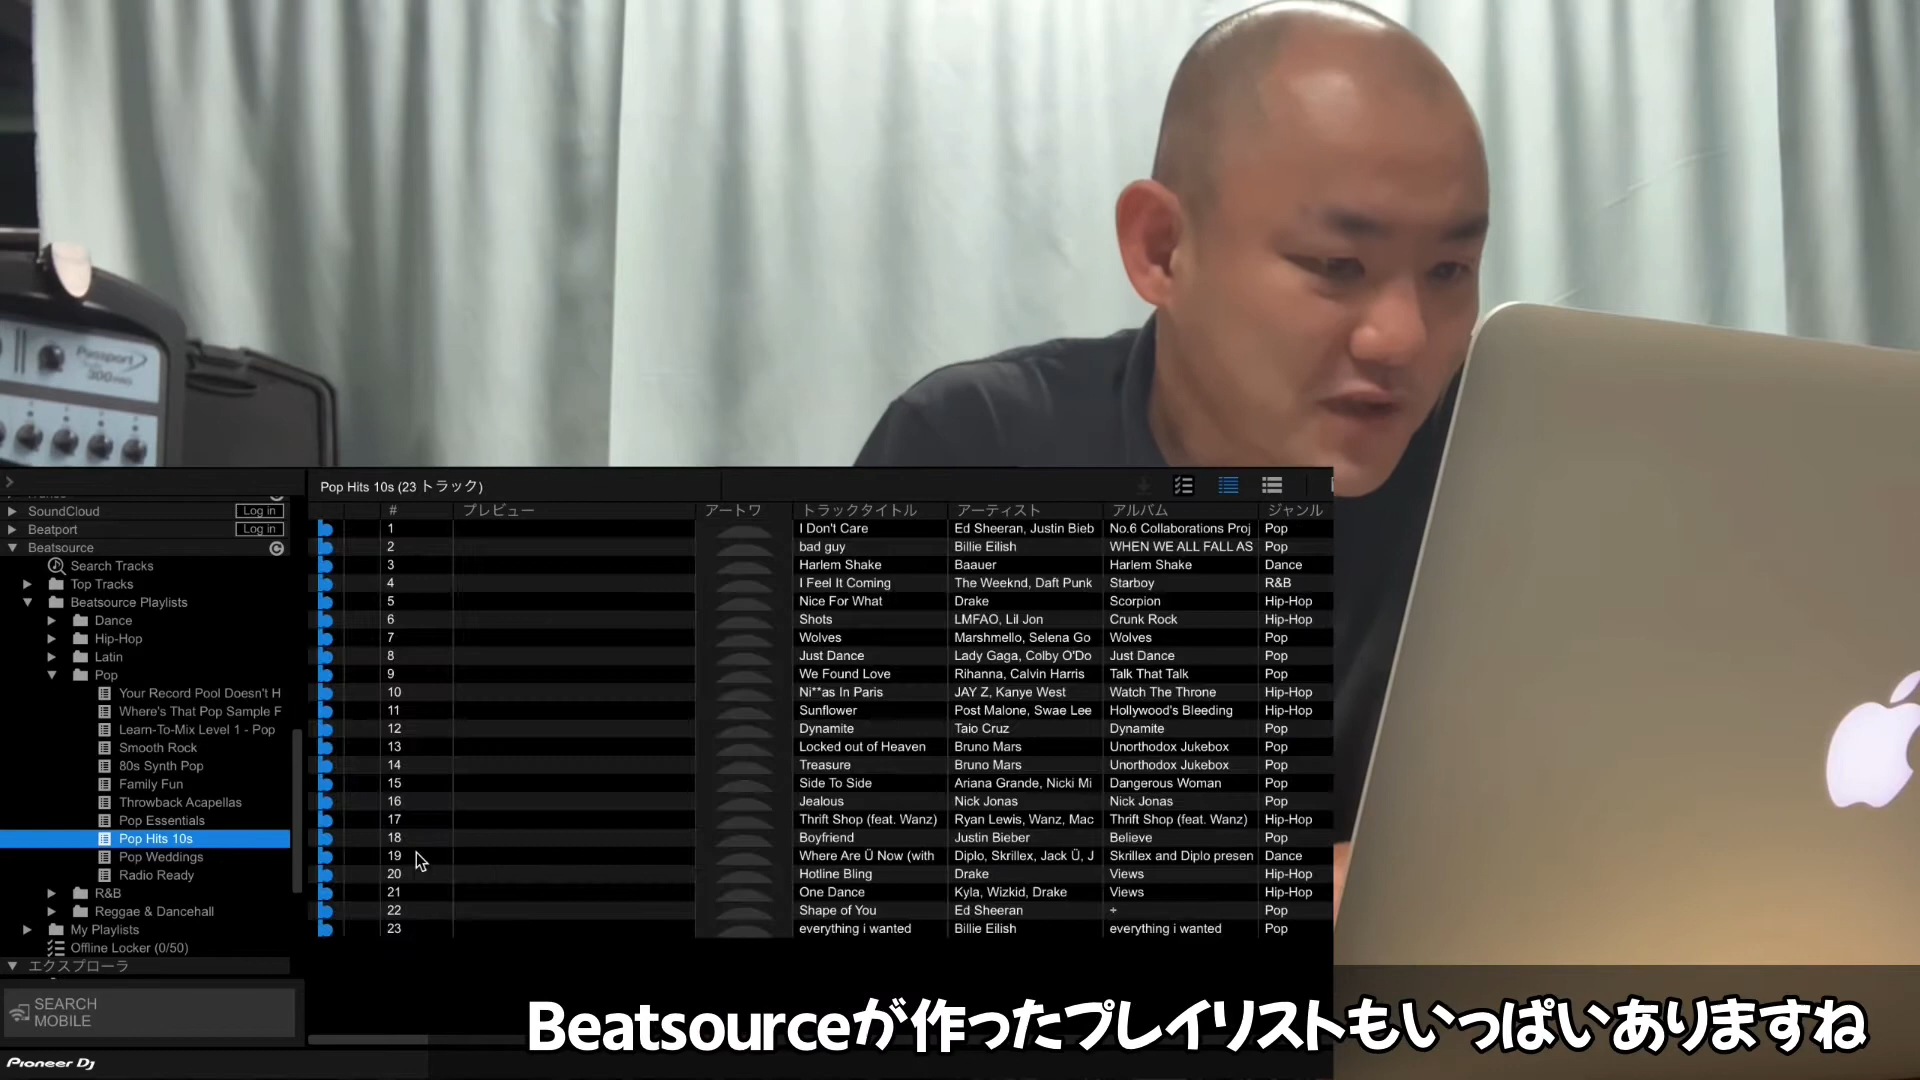 Passport
300 PRO
Pop Hits 10s (23 トラック)
SoundCloud Log in
Beatport Log in
Beatsource
Search Tracks
Top Tracks
Beatsource Playlists
Dance
Hip-Hop
Latin
Pop
Your Record Pool Doesn't H
Where's That Pop Sample F
Learn-To-Mix Level 1 - Pop
Smooth Rock
80s Synth Pop
Family Fun
Throwback Acapellas
Pop Essentials
Pop Hits 10s
Pop Weddings
Radio Ready
R&B
Reggae & Dancehall
My Playlists
Offline Locker (0/50)
エクスプローラ
SEARCH
MOBILE
Pioneer Dj
# プレビュー アートワ トラックタイトル アーティスト アルバム ジャンル
1 I Don't Care Ed Sheeran, Justin Bieb No.6 Collaborations Proj Pop
2 bad guy Billie Eilish WHEN WE ALL FALL AS Pop
3 Harlem Shake Baauer Harlem Shake Dance
4 I Feel It Coming The Weeknd, Daft Punk Starboy R&B
5 Nice For What Drake Scorpion Hip-Hop
6 Shots LMFAO, Lil Jon Crunk Rock Hip-Hop
7 Wolves Marshmello, Selena Go Wolves Pop
8 Just Dance Lady Gaga, Colby O'Do Just Dance Pop
9 We Found Love Rihanna, Calvin Harris Talk That Talk Pop
10 Ni**as In Paris JAY Z, Kanye West Watch The Throne Hip-Hop
11 Sunflower Post Malone, Swae Lee Hollywood's Bleeding Hip-Hop
12 Dynamite Taio Cruz Dynamite Pop
13 Locked out of Heaven Bruno Mars Unorthodox Jukebox Pop
14 Treasure Bruno Mars Unorthodox Jukebox Pop
15 Side To Side Ariana Grande, Nicki Mi Dangerous Woman Pop
16 Jealous Nick Jonas Nick Jonas Pop
17 Thrift Shop (feat. Wanz) Ryan Lewis, Wanz, Mac Thrift Shop (feat. Wanz) Hip-Hop
18 Boyfriend Justin Bieber Believe Pop
19 Where Are Ü Now (with Diplo, Skrillex, Jack Ü, J Skrillex and Diplo presen Dance
20 Hotline Bling Drake Views Hip-Hop
21 One Dance Kyla, Wizkid, Drake Views Hip-Hop
22 Shape of You Ed Sheeran ÷ Pop
23 everything i wanted Billie Eilish everything i wanted Pop
Beatsourceが作ったプレイリストもいっぱいありますね